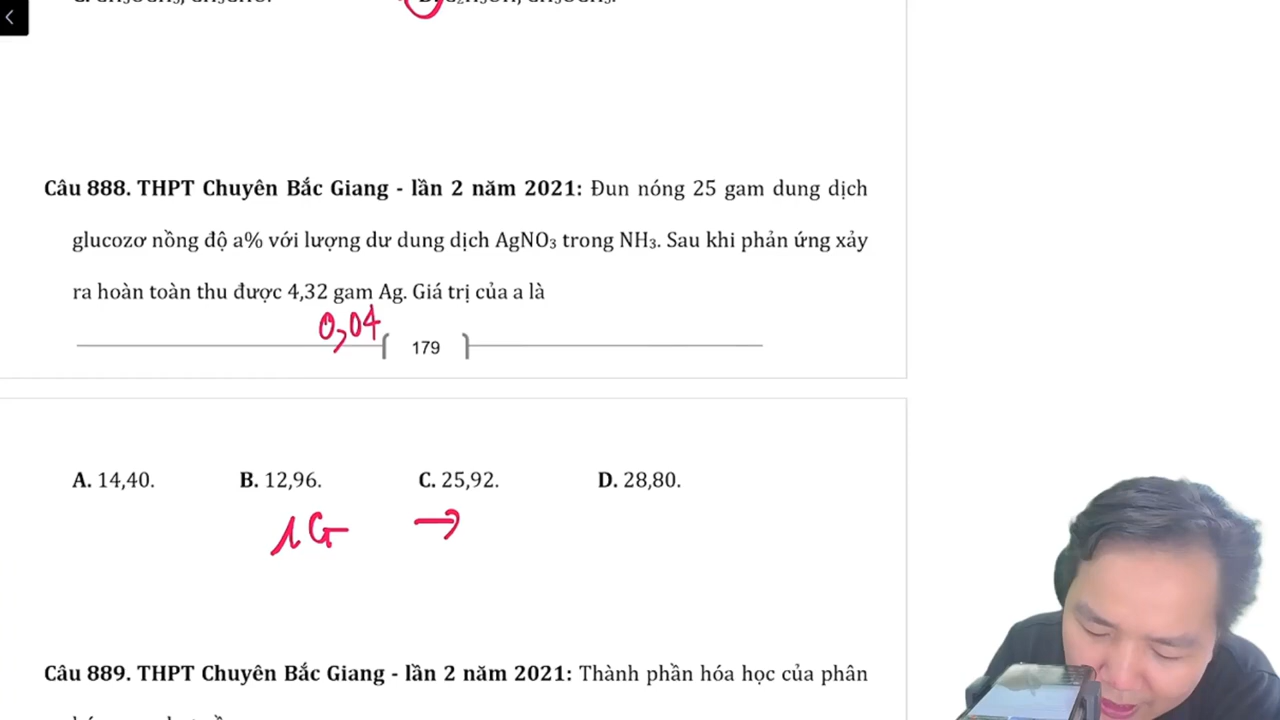 Câu 888. THPT Chuyên Bắc Giang - lần 2 năm 2021: Đun nóng 25 gam dung dịch
glucozơ nồng độ a% với lượng dư dung dịch AgNO₃ trong NH₃. Sau khi phản ứng xảy
ra hoàn toàn thu được 4,32 gam Ag. Giá trị của a là
0,04
179
A. 14,40. B. 12,96. C. 25,92. D. 28,80.
1G →
Câu 889. THPT Chuyên Bắc Giang - lần 2 năm 2021: Thành phần hóa học của phân